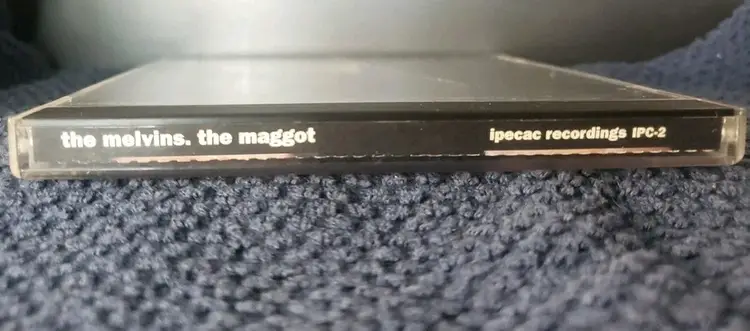 the melvins. the maggot
ipecac recordings IPC-2